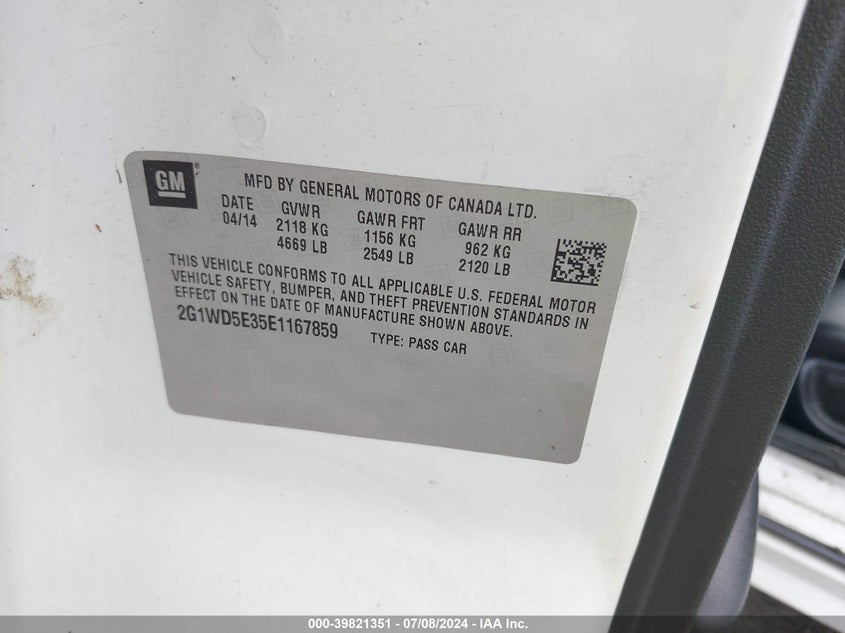 GM
MFD BY GENERAL MOTORS OF CANADA LTD.
DATE GVWR GAWR FRT GAWR RR
04/14 2118 KG 1156 KG 962 KG
4669 LB 2549 LB 2120 LB
THIS VEHICLE CONFORMS TO ALL APPLICABLE U.S. FEDERAL MOTOR
VEHICLE SAFETY, BUMPER, AND THEFT PREVENTION STANDARDS IN
EFFECT ON THE DATE OF MANUFACTURE SHOWN ABOVE.
2G1WD5E35E1167859 TYPE: PASS CAR
000-39821351 - 07/08/2024 - IAA Inc.